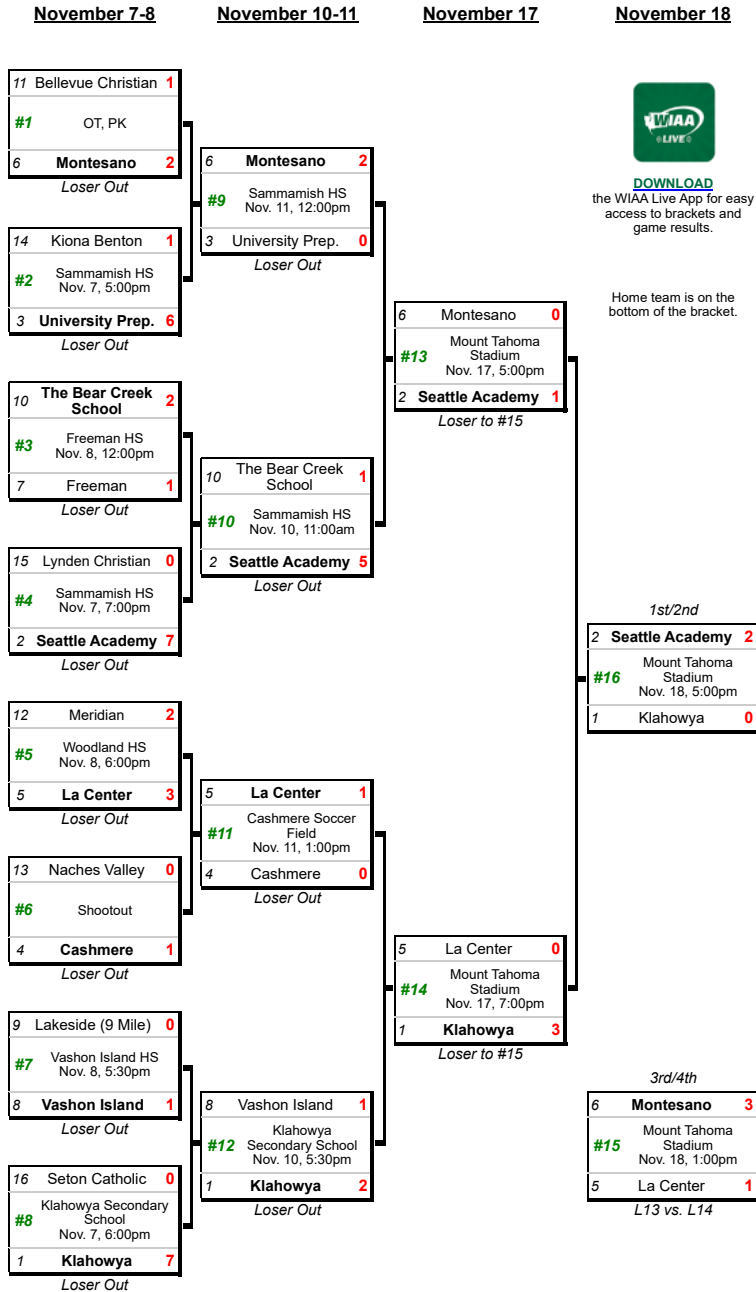 November 7-8
November 10-11
November 17
November 18
11 Bellevue Christian 1
#1 OT, PK
6 Montesano 2
Loser Out
14 Kiona Benton 1
#2 Sammamish HS
Nov. 7, 5:00pm
3 University Prep. 6
Loser Out
10 The Bear Creek
School 2
#3 Freeman HS
Nov. 8, 12:00pm
7 Freeman 1
Loser Out
15 Lynden Christian 0
#4 Sammamish HS
Nov. 7, 7:00pm
2 Seattle Academy 7
Loser Out
12 Meridian 2
#5 Woodland HS
Nov. 8, 6:00pm
5 La Center 3
Loser Out
13 Naches Valley 0
#6 Shootout
4 Cashmere 1
Loser Out
9 Lakeside (9 Mile) 0
#7 Vashon Island HS
Nov. 8, 5:30pm
8 Vashon Island 1
Loser Out
16 Seton Catholic 0
#8 Klahowya Secondary
School
Nov. 7, 6:00pm
1 Klahowya 7
Loser Out
6 Montesano 2
#9 Sammamish HS
Nov. 11, 12:00pm
3 University Prep. 0
Loser Out
10 The Bear Creek
School 1
#10 Sammamish HS
Nov. 10, 11:00am
2 Seattle Academy 5
Loser Out
5 La Center 1
#11 Cashmere Soccer
Field
Nov. 11, 1:00pm
4 Cashmere 0
Loser Out
8 Vashon Island 1
#12 Klahowya
Secondary School
Nov. 10, 5:30pm
1 Klahowya 2
Loser Out
6 Montesano 0
#13 Mount Tahoma
Stadium
Nov. 17, 5:00pm
2 Seattle Academy 1
Loser to #15
5 La Center 0
#14 Mount Tahoma
Stadium
Nov. 17, 7:00pm
1 Klahowya 3
Loser to #15
WIAA
LIVE
DOWNLOAD
the WIAA Live App for easy
access to brackets and
game results.
Home team is on the
bottom of the bracket.
1st/2nd
2 Seattle Academy 2
#16 Mount Tahoma
Stadium
Nov. 18, 5:00pm
1 Klahowya 0
3rd/4th
6 Montesano 3
#15 Mount Tahoma
Stadium
Nov. 18, 1:00pm
5 La Center 1
L13 vs. L14